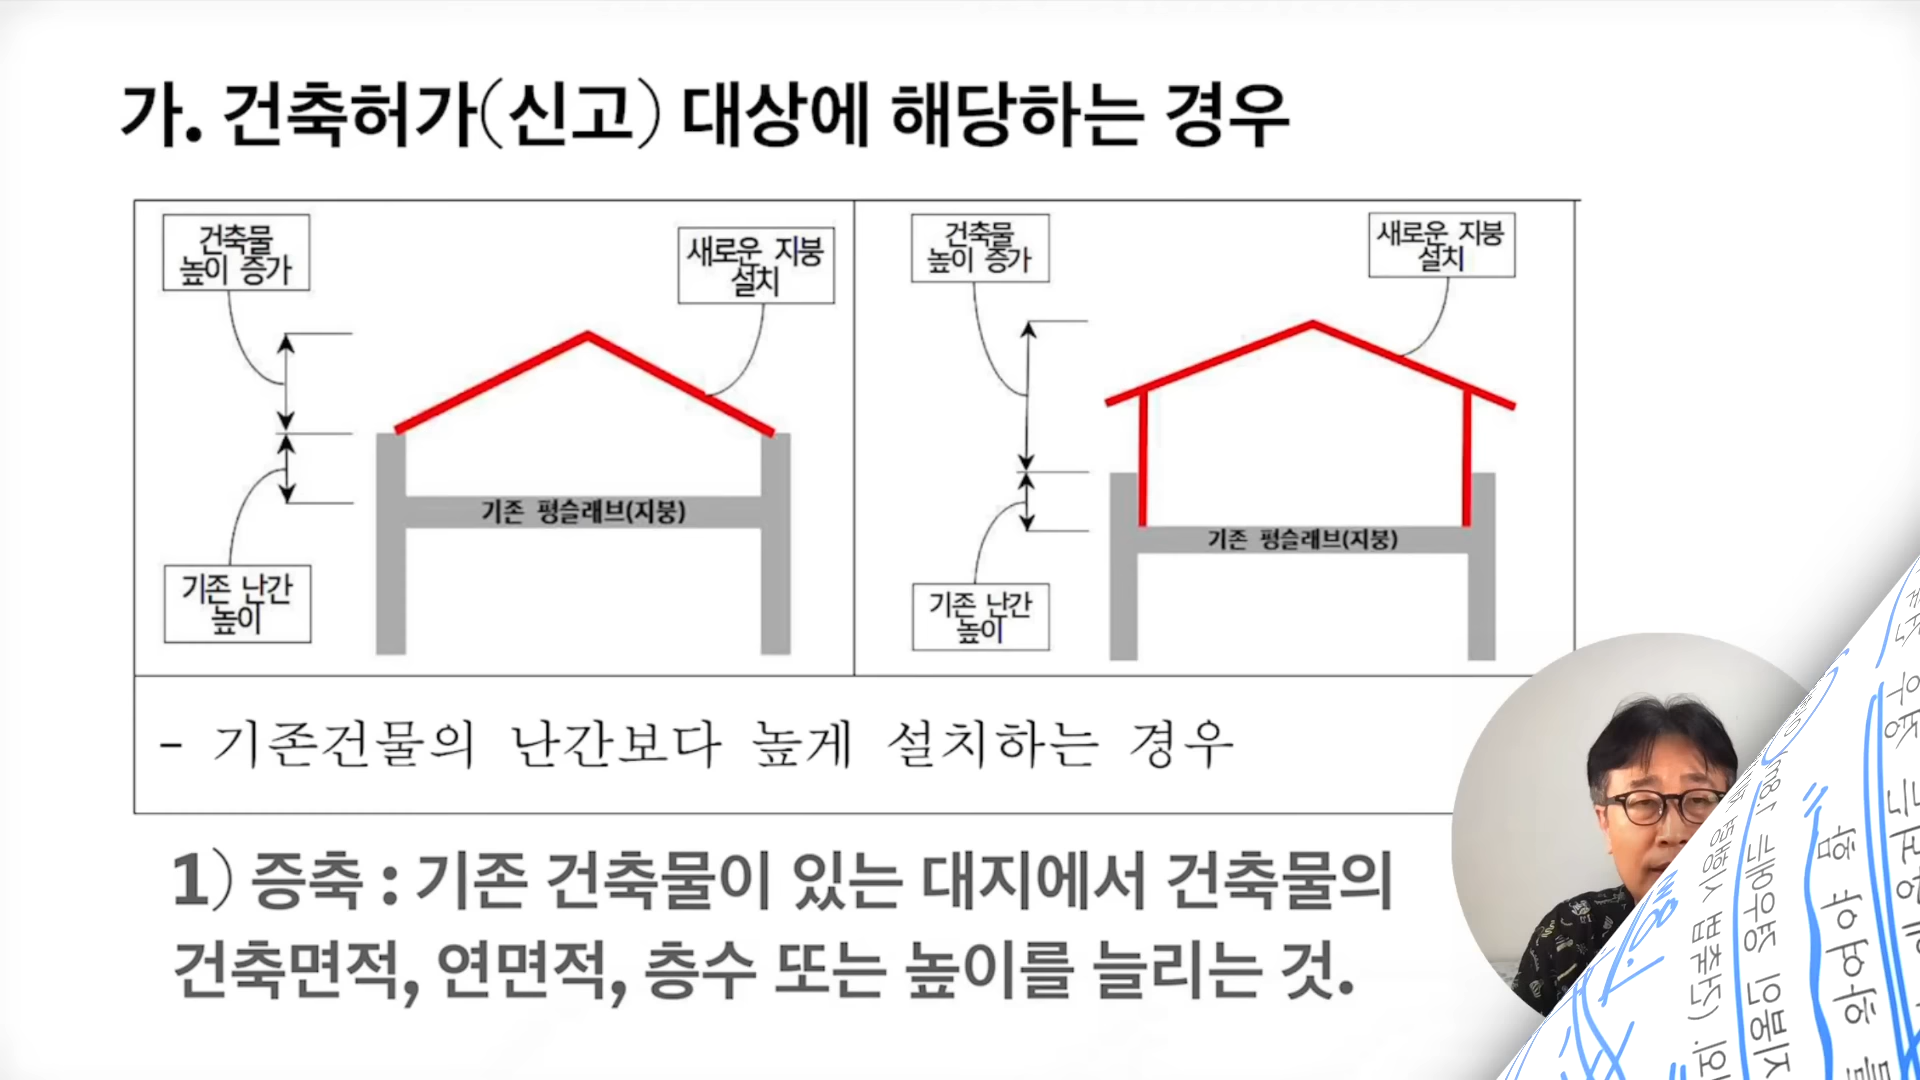 가. 건축허가(신고) 대상에 해당하는 경우
건축물
높이 증가
새로운 지붕
설치
기존 평슬래브(지붕)
기존 난간
높이
건축물
높이 증가
새로운 지붕
설치
기존 평슬래브(지붕)
기존 난간
높이
- 기존건물의 난간보다 높게 설치하는 경우
1) 증축 : 기존 건축물이 있는 대지에서 건축물의
건축면적, 연면적, 층수 또는 높이를 늘리는 것.